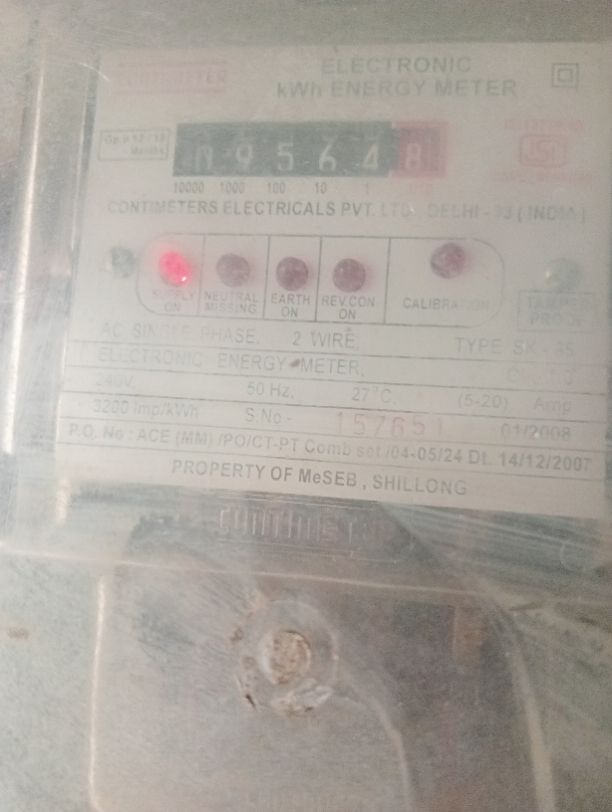 CONTIMETER
ELECTRONIC
kWh ENERGY METER
9 5 6 4 8
10000 1000 100 10 1
CONTIMETERS ELECTRICALS PVT. LTD. DELHI - 33 ( INDIA )
SUPPLY ON
NEUTRAL MISSING
EARTH ON
REV.CON ON
CALIBRATION
TAMPER PROOF
AC SINGLE PHASE, 2 WIRE, TYPE SK - 45
ELECTRONIC ENERGY METER,
240V, 50 Hz, 27°C, (5-20) Amp
3200 Imp/kWh S.No - 157651 01/2008
P.O. No : ACE (MM) /PO/CT-PT Comb set /04-05/24 Dt. 14/12/2007
PROPERTY OF MeSEB , SHILLONG